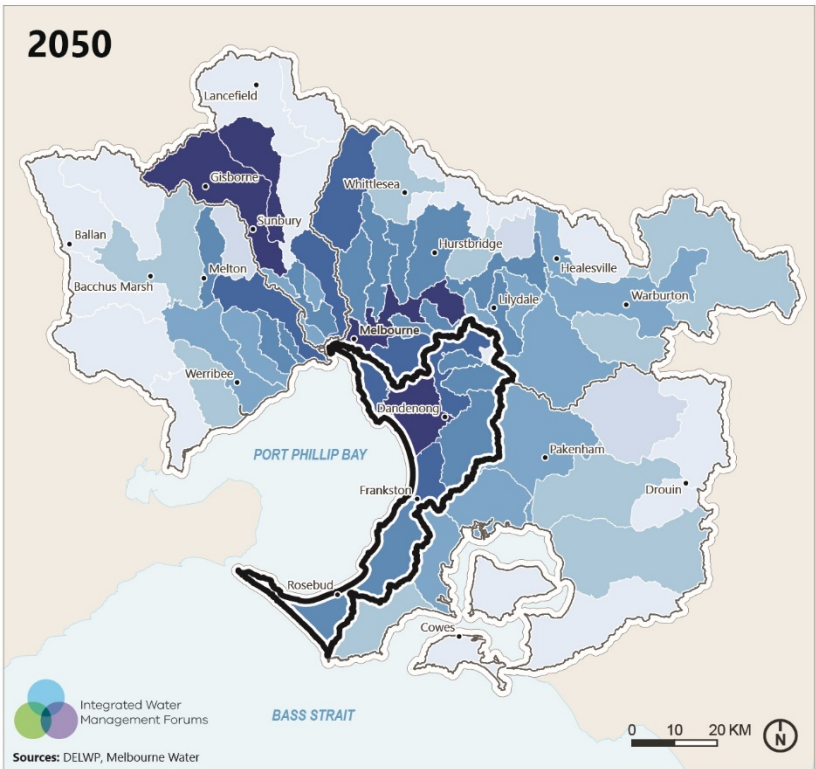 2050
Lancefield
Gisborne
Whittlesea
Sunbury
Ballan
Hurstbridge
Melton
Healesville
Bacchus Marsh
Lilydale
Warburton
Melbourne
Werribee
Dandenong
PORT PHILLIP BAY
Pakenham
Frankston
Drouin
Rosebud
Cowes
Integrated Water
Management Forums
BASS STRAIT
0 10 20 KM
N
Sources: DELWP, Melbourne Water